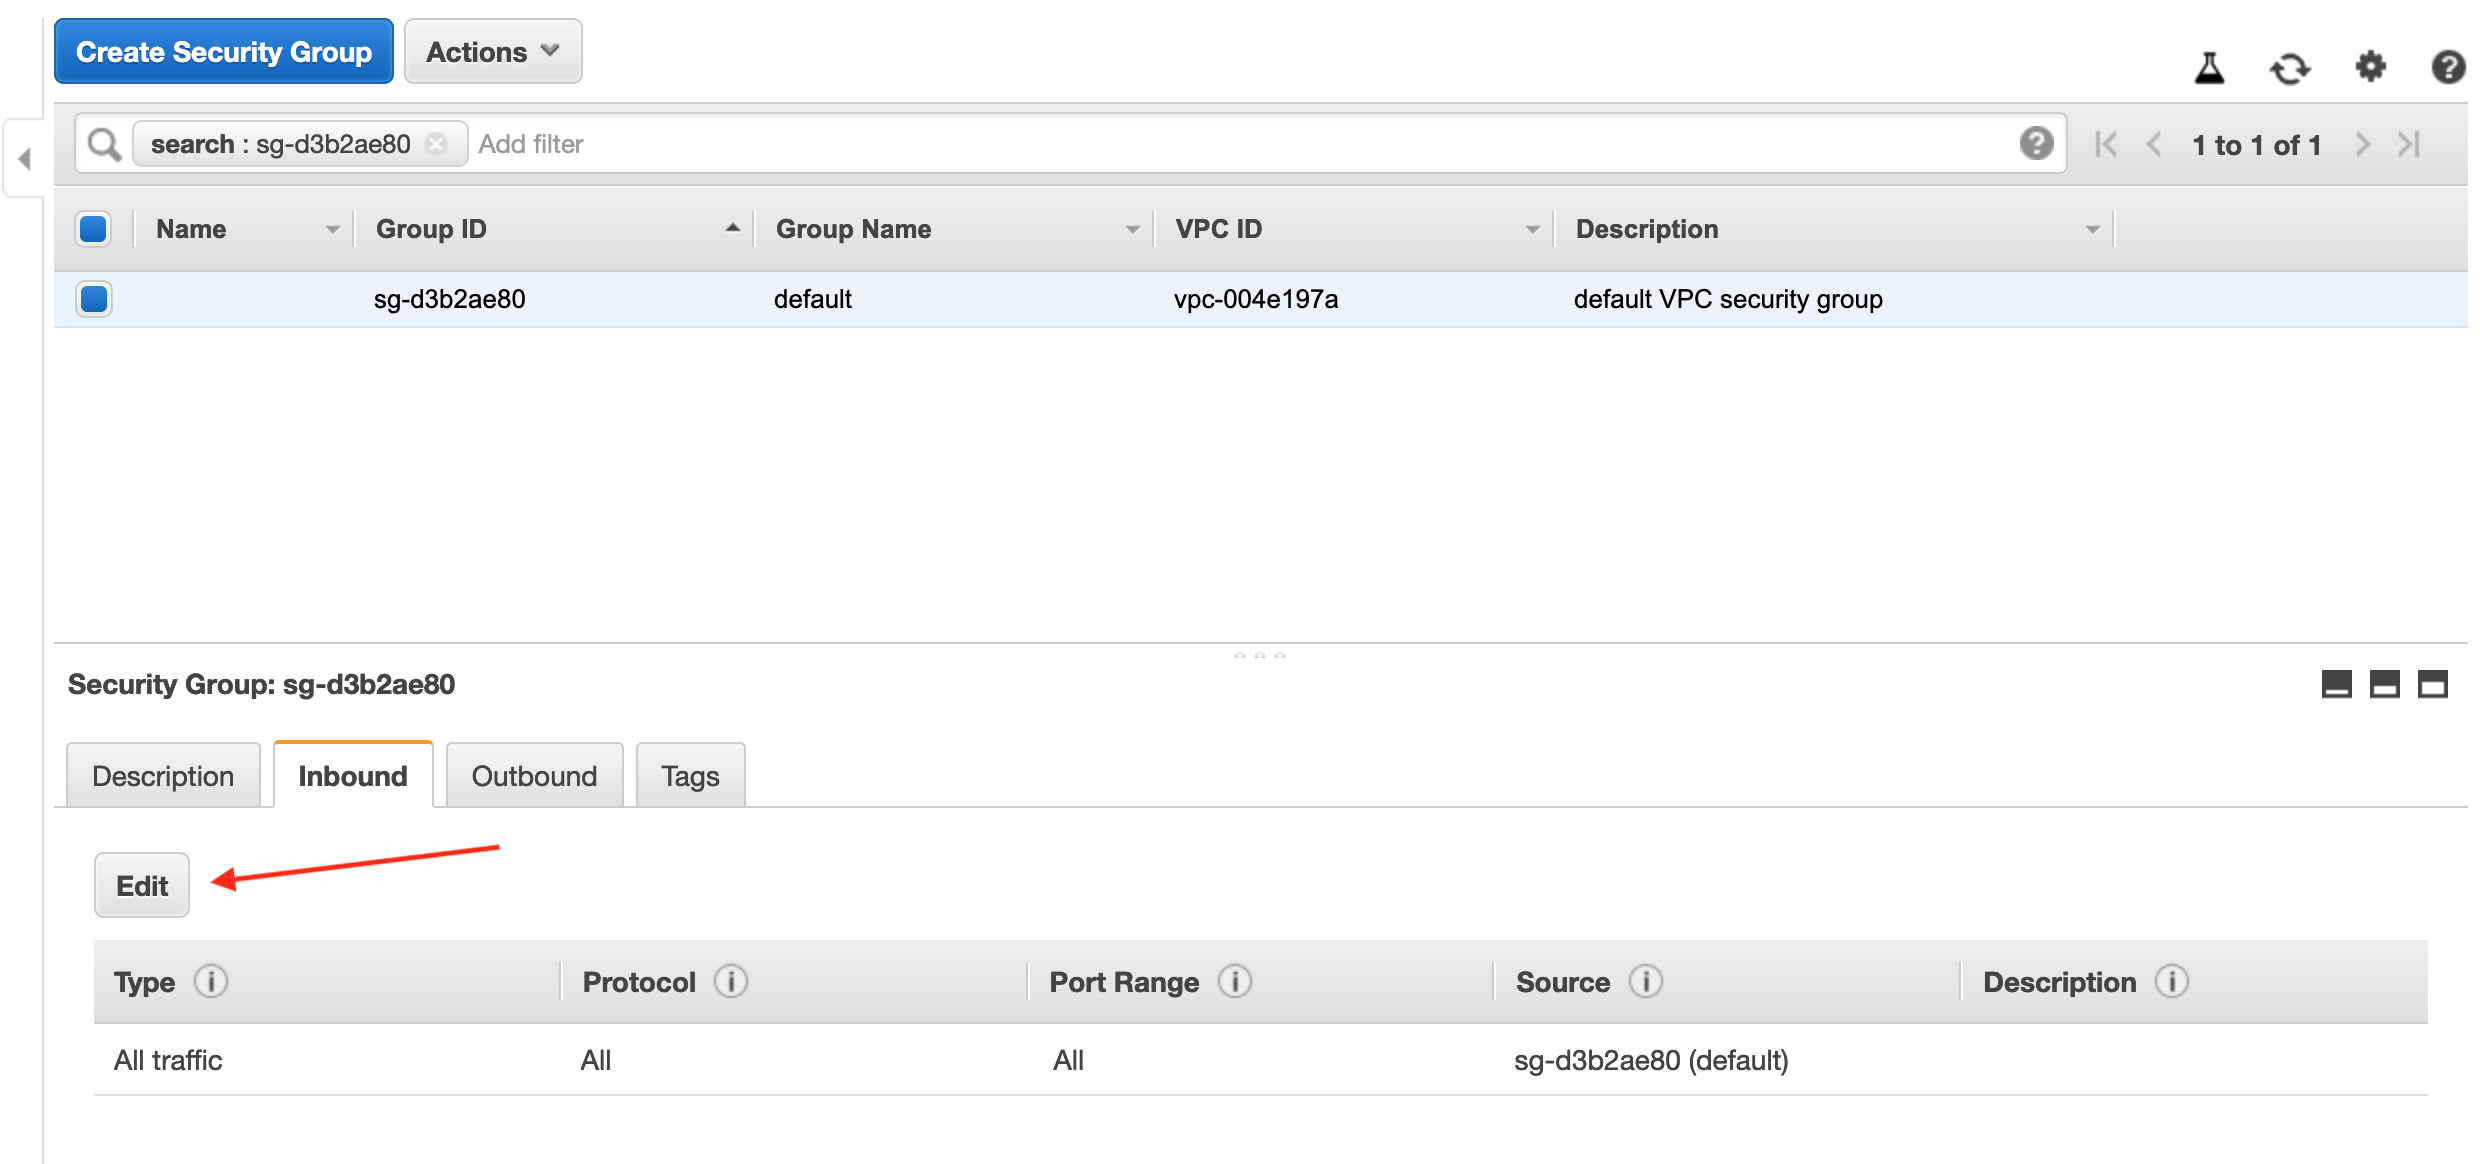 Create Security Group Actions
search : sg-d3b2ae80 Add filter 1 to 1 of 1
Name Group ID Group Name VPC ID Description
sg-d3b2ae80 default vpc-004e197a default VPC security group
Security Group: sg-d3b2ae80
Description Inbound Outbound Tags
Edit
Type Protocol Port Range Source Description
All traffic All All sg-d3b2ae80 (default)